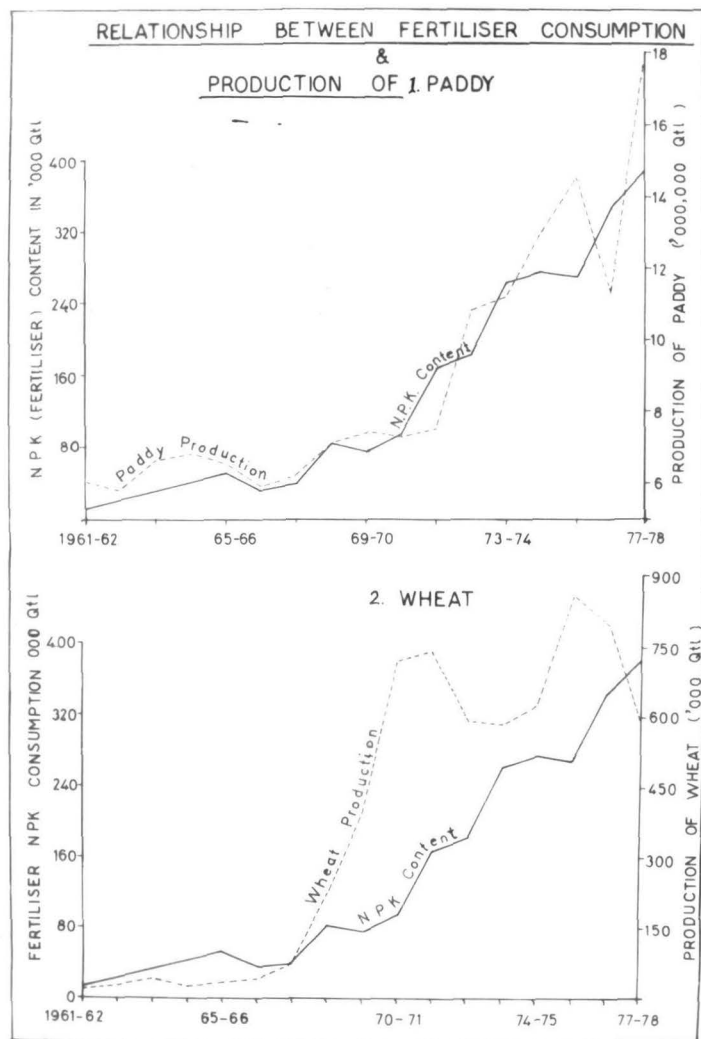 RELATIONSHIP BETWEEN FERTILISER CONSUMPTION
&
PRODUCTION OF 1. PADDY
NPK (FERTILISER) CONTENT IN '000 Qtl
400
320
240
160
80
Paddy Production
N.P.K. Content
18
16
14
12
10
8
6
PRODUCTION OF PADDY ('000,000 Qtl)
1961-62 65-66 69-70 73-74 77-78
2. WHEAT
FERTILISER NPK CONSUMPTION 000 Qtl
400
320
240
160
80
0
Wheat Production
NPK Content
900
750
600
450
300
150
PRODUCTION OF WHEAT ('000 Qtl)
1961-62 65-66 70-71 74-75 77-78